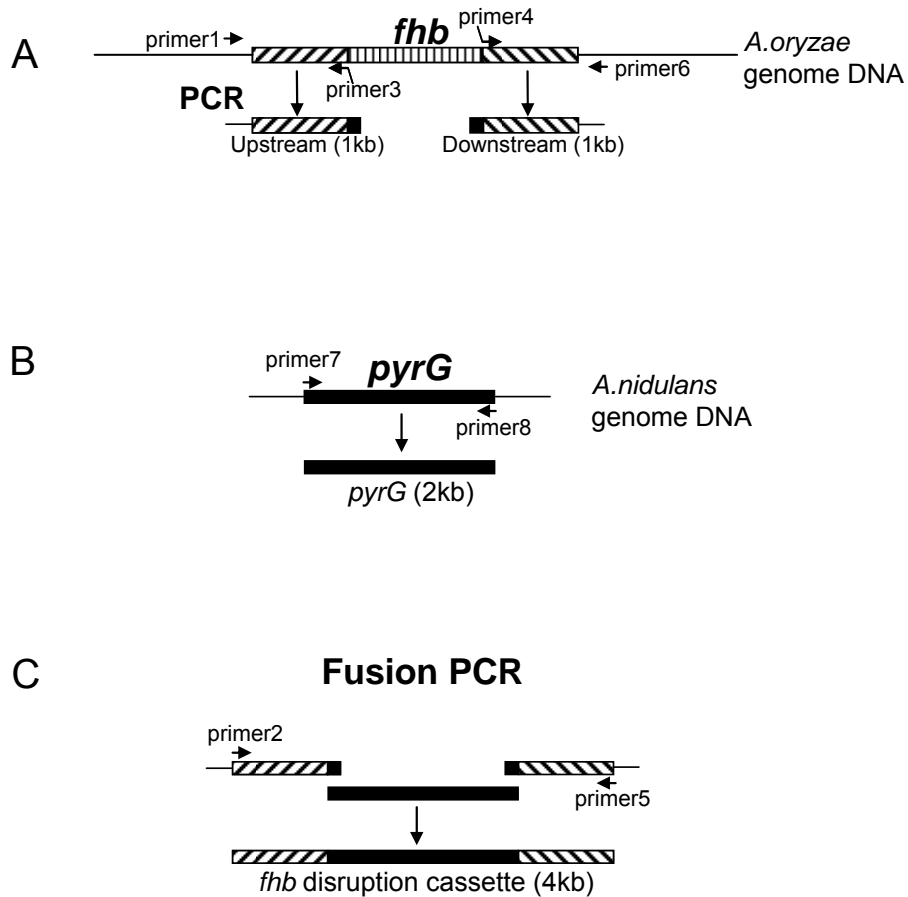 A
primer1
fhb
primer4
A.oryzae
genome DNA
primer3
primer6
PCR
Upstream (1kb)
Downstream (1kb)
B
primer7
pyrG
A.nidulans
genome DNA
primer8
pyrG (2kb)
C
Fusion PCR
primer2
primer5
fhb disruption cassette (4kb)